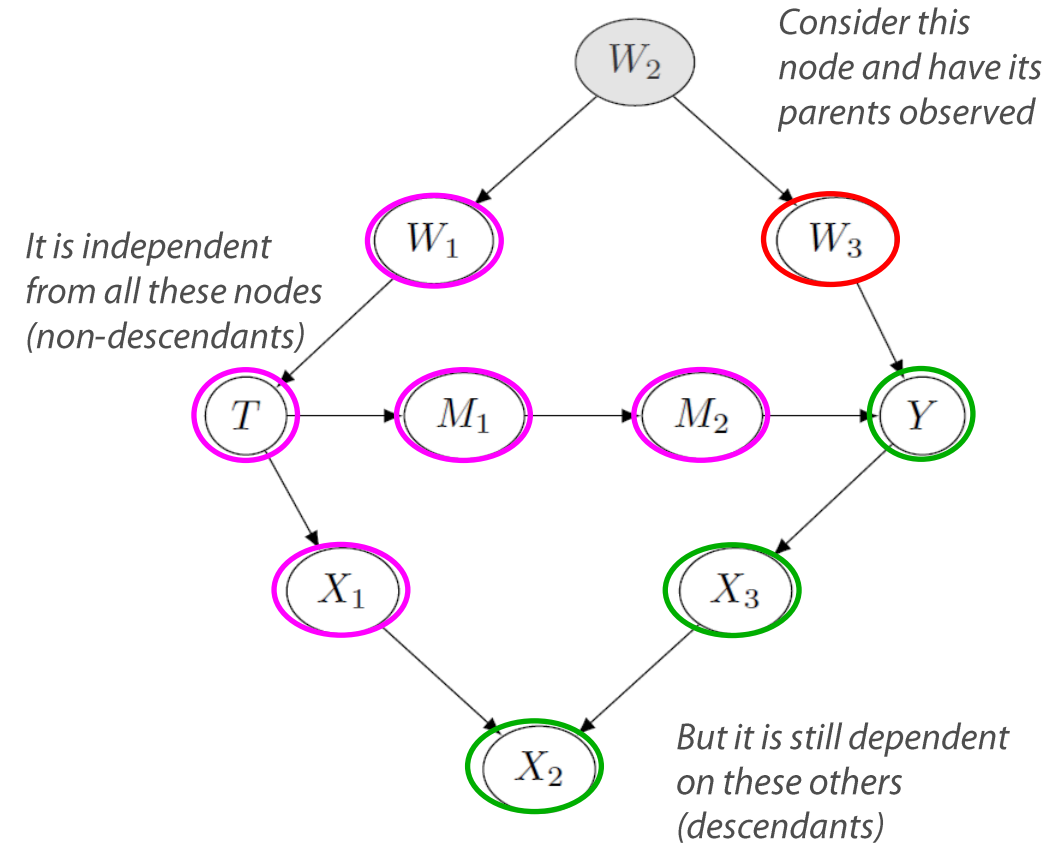 W₂
Consider this
node and have its
parents observed
W₁
W₃
It is independent
from all these nodes
(non-descendants)
T
M₁
M₂
Y
X₁
X₃
X₂
But it is still dependent
on these others
(descendants)